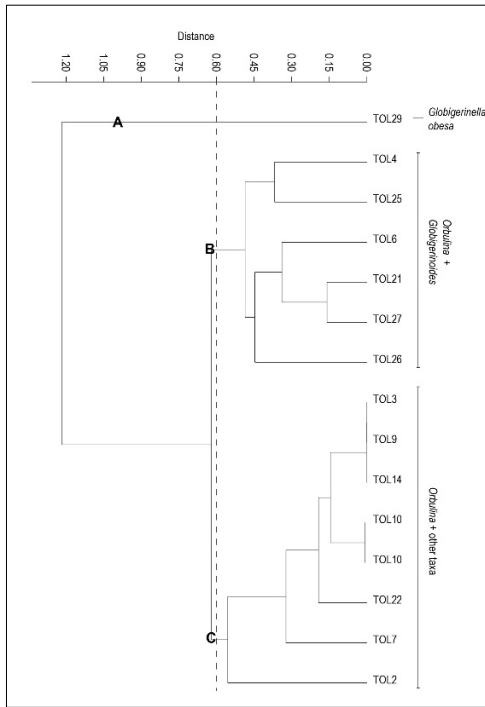 Distance
1.20 1.05 0.90 0.75 0.60 0.45 0.30 0.15 0.00
A
TOL29
Globigerinella
obesa
TOL4
TOL25
B
TOL6
TOL21
TOL27
TOL26
Orbulina +
Globigerinoides
TOL3
TOL9
TOL14
TOL10
TOL10
TOL22
C
TOL7
TOL2
Orbulina + other taxa